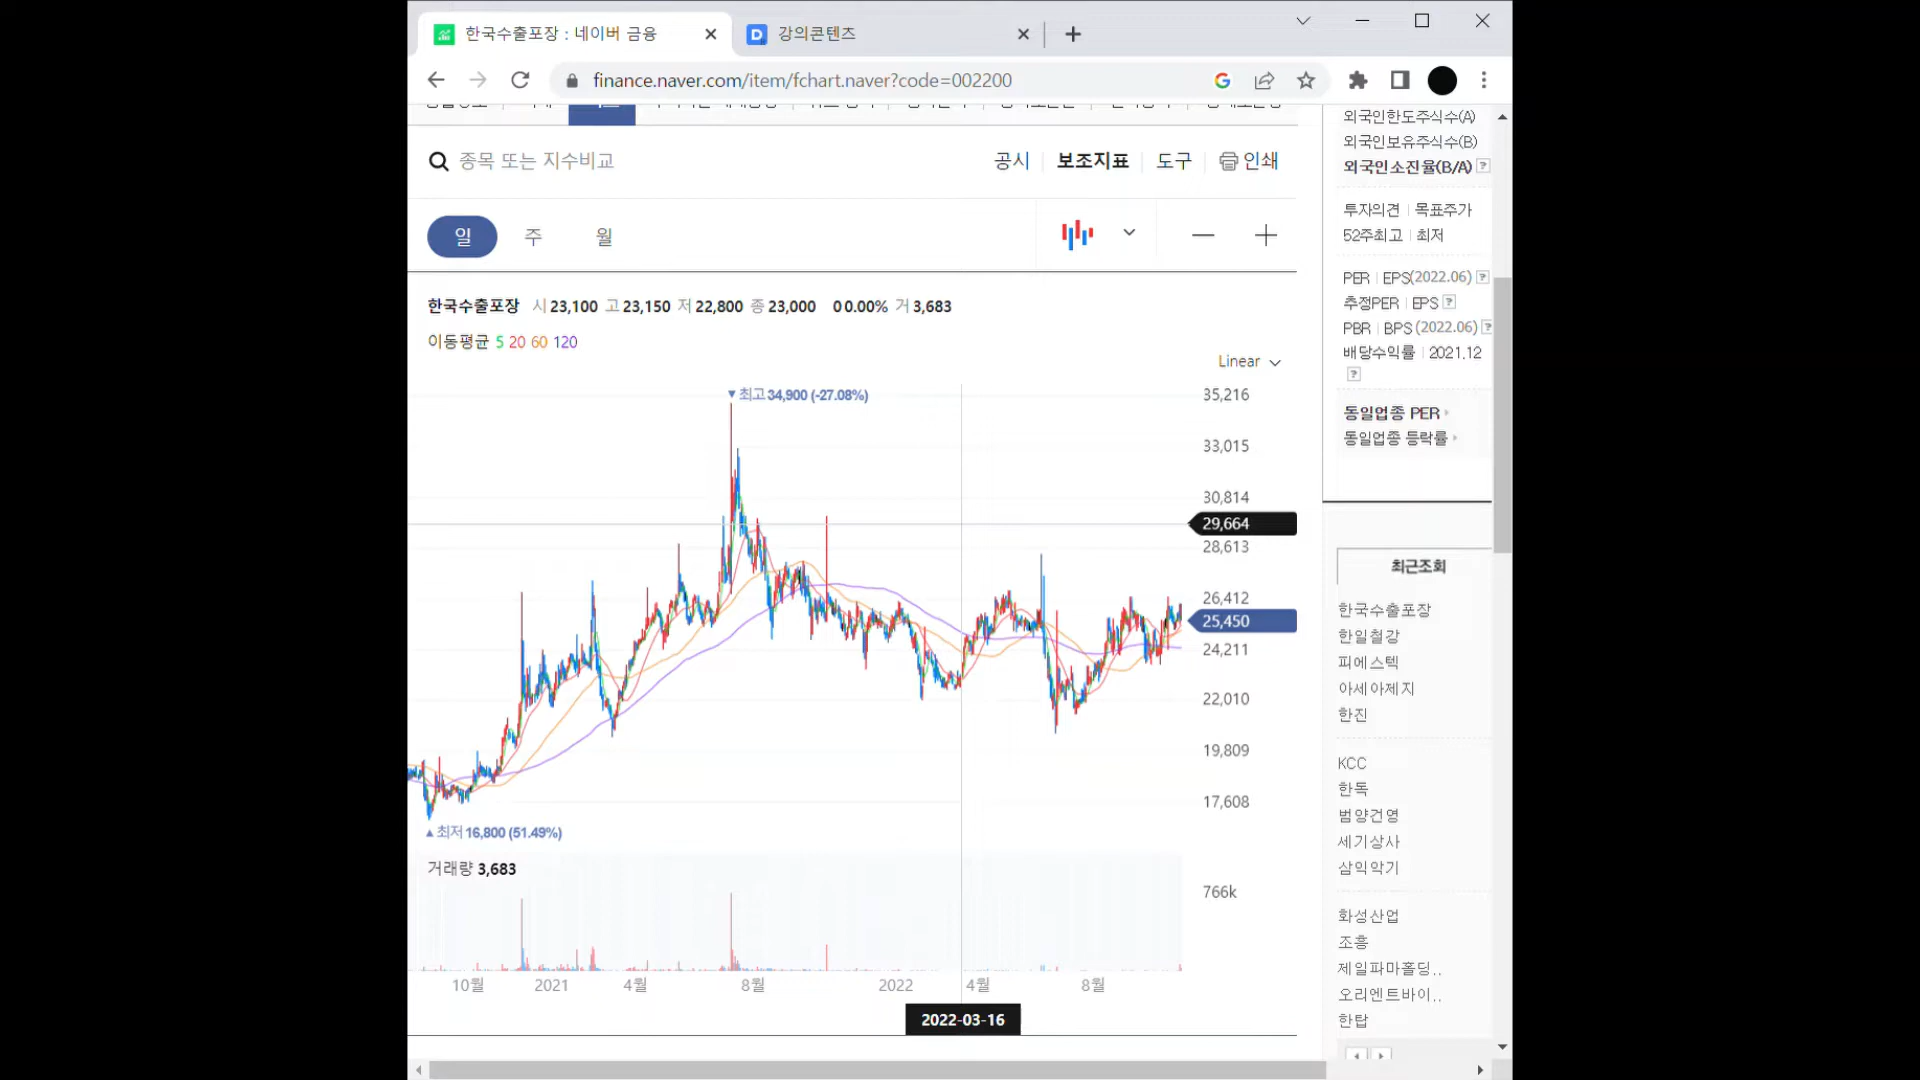 한국수출포장 : 네이버 금융
강의콘텐츠
finance.naver.com/item/fchart.naver?code=002200
종목 또는 지수비교
공시 보조지표 도구 인쇄
일 주 월
한국수출포장 시 23,100 고 23,150 저 22,800 종 23,000 0 0.00% 거 3,683
이동평균 5 20 60 120
Linear
▼최고 34,900 (-27.08%)
35,216
33,015
30,814
29,664
28,613
26,412
25,450
24,211
22,010
19,809
17,608
▲최저 16,800 (51.49%)
거래량 3,683
766k
10월 2021 4월 8월 2022 4월 8월
2022-03-16
외국인한도주식수(A)
외국인보유주식수(B)
외국인소진율(B/A) ?
투자의견 | 목표주가
52주최고 | 최저
PER | EPS(2022.06) ?
추정PER | EPS ?
PBR | BPS (2022.06) ?
배당수익률 | 2021.12
?
동일업종 PER
동일업종 등락률
최근조회
한국수출포장
한일철강
피에스텍
아세아제지
한진
KCC
한독
범양건영
세기상사
삼익악기
화성산업
조흥
제일파마홀딩..
오리엔트바이..
한탑